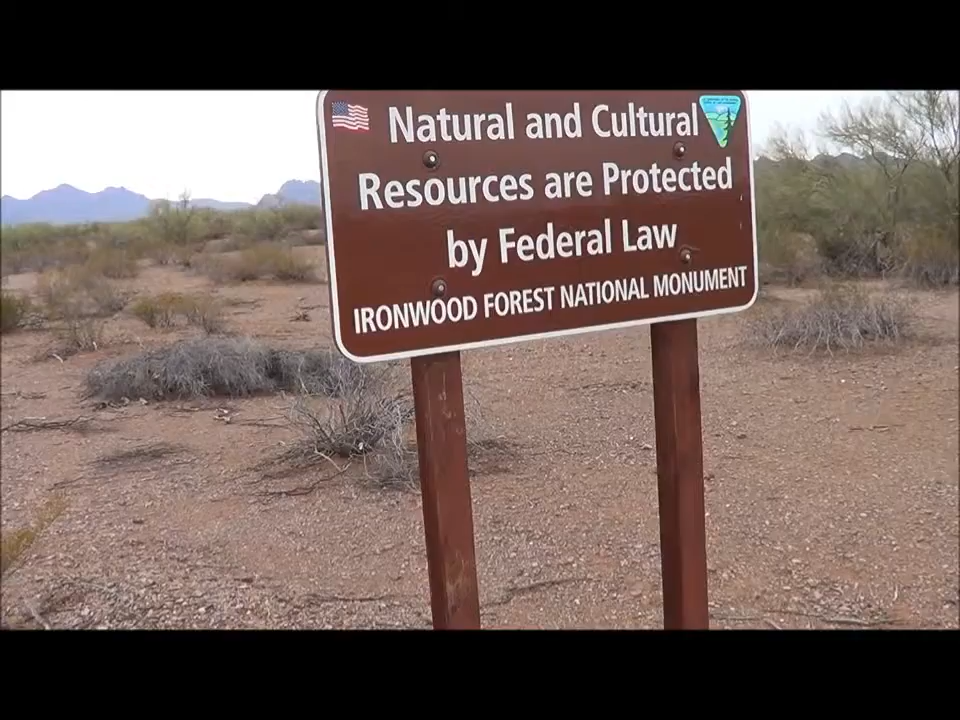 Natural and Cultural
Resources are Protected
by Federal Law
IRONWOOD FOREST NATIONAL MONUMENT